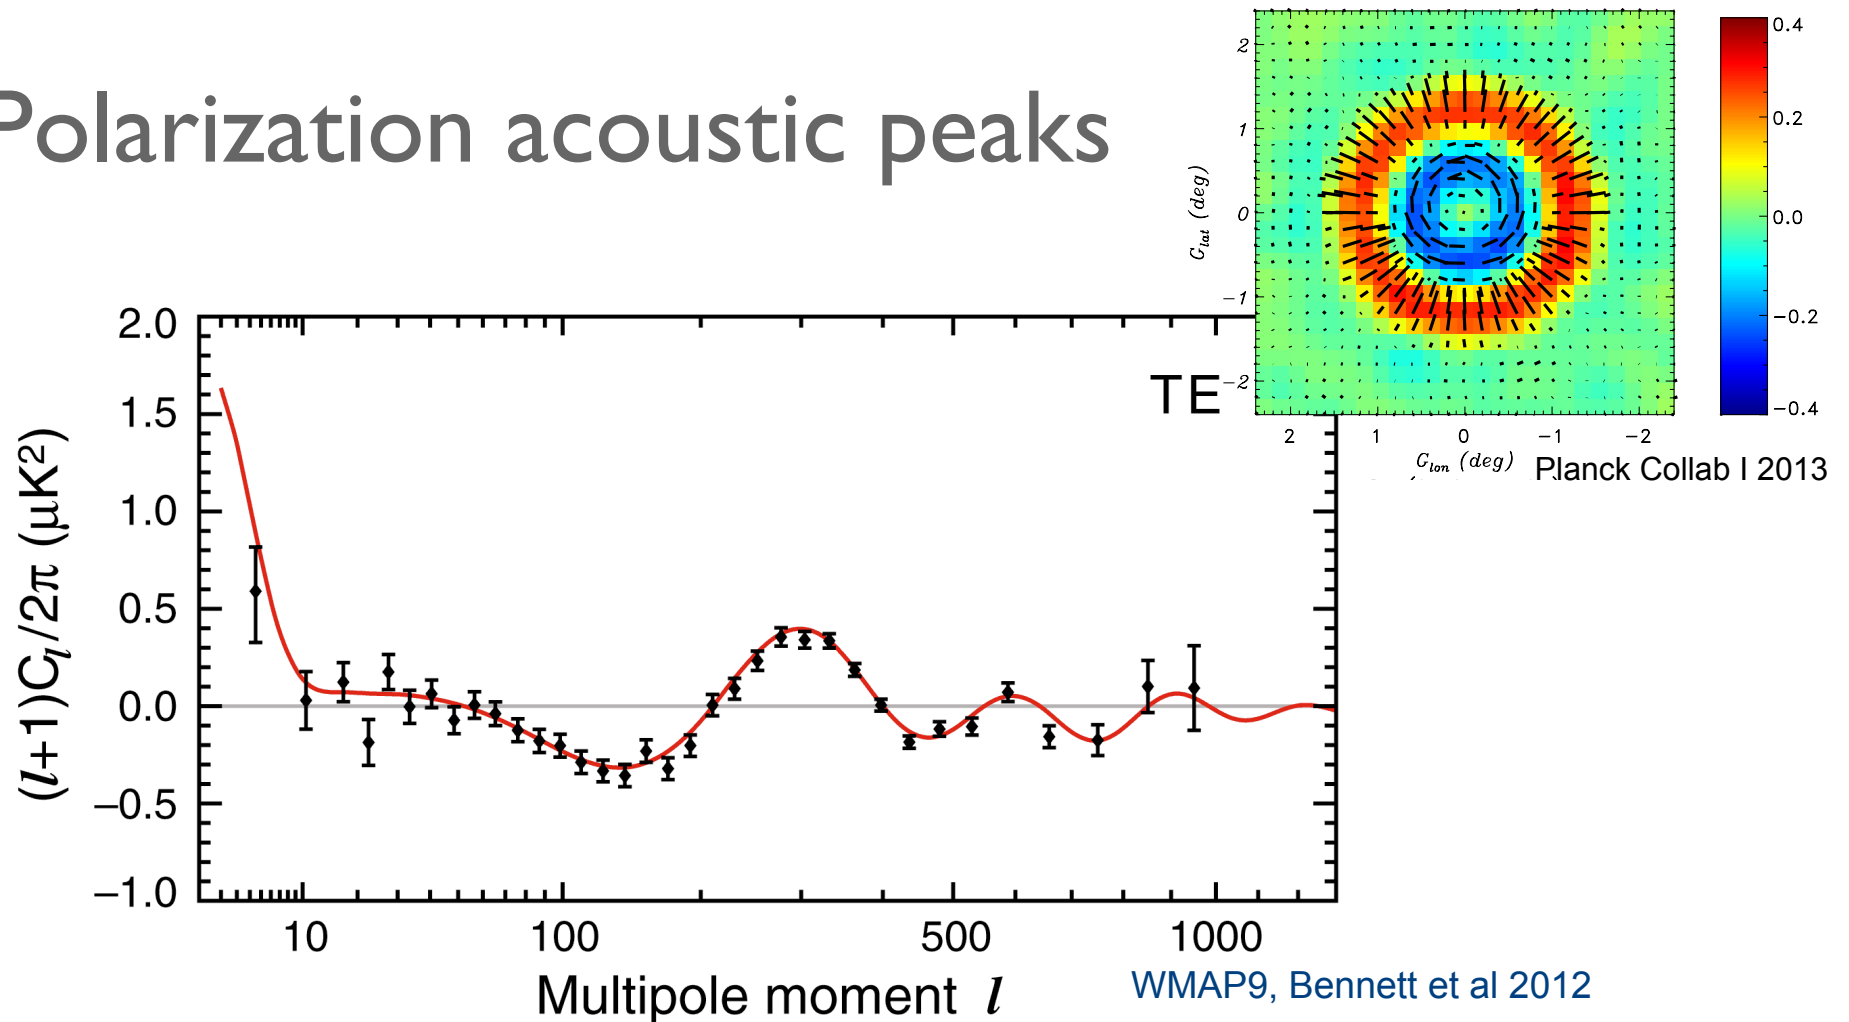 Polarization acoustic peaks
2
1
0
−1
−2
G_lat (deg)
2 1 0 −1 −2
G_lon (deg)
0.4
0.2
0.0
−0.2
−0.4
Planck Collab I 2013
TE
2.0
1.5
1.0
0.5
0.0
−0.5
−1.0
(l+1)C_l/2π (μK²)
10 100 500 1000
Multipole moment l
WMAP9, Bennett et al 2012